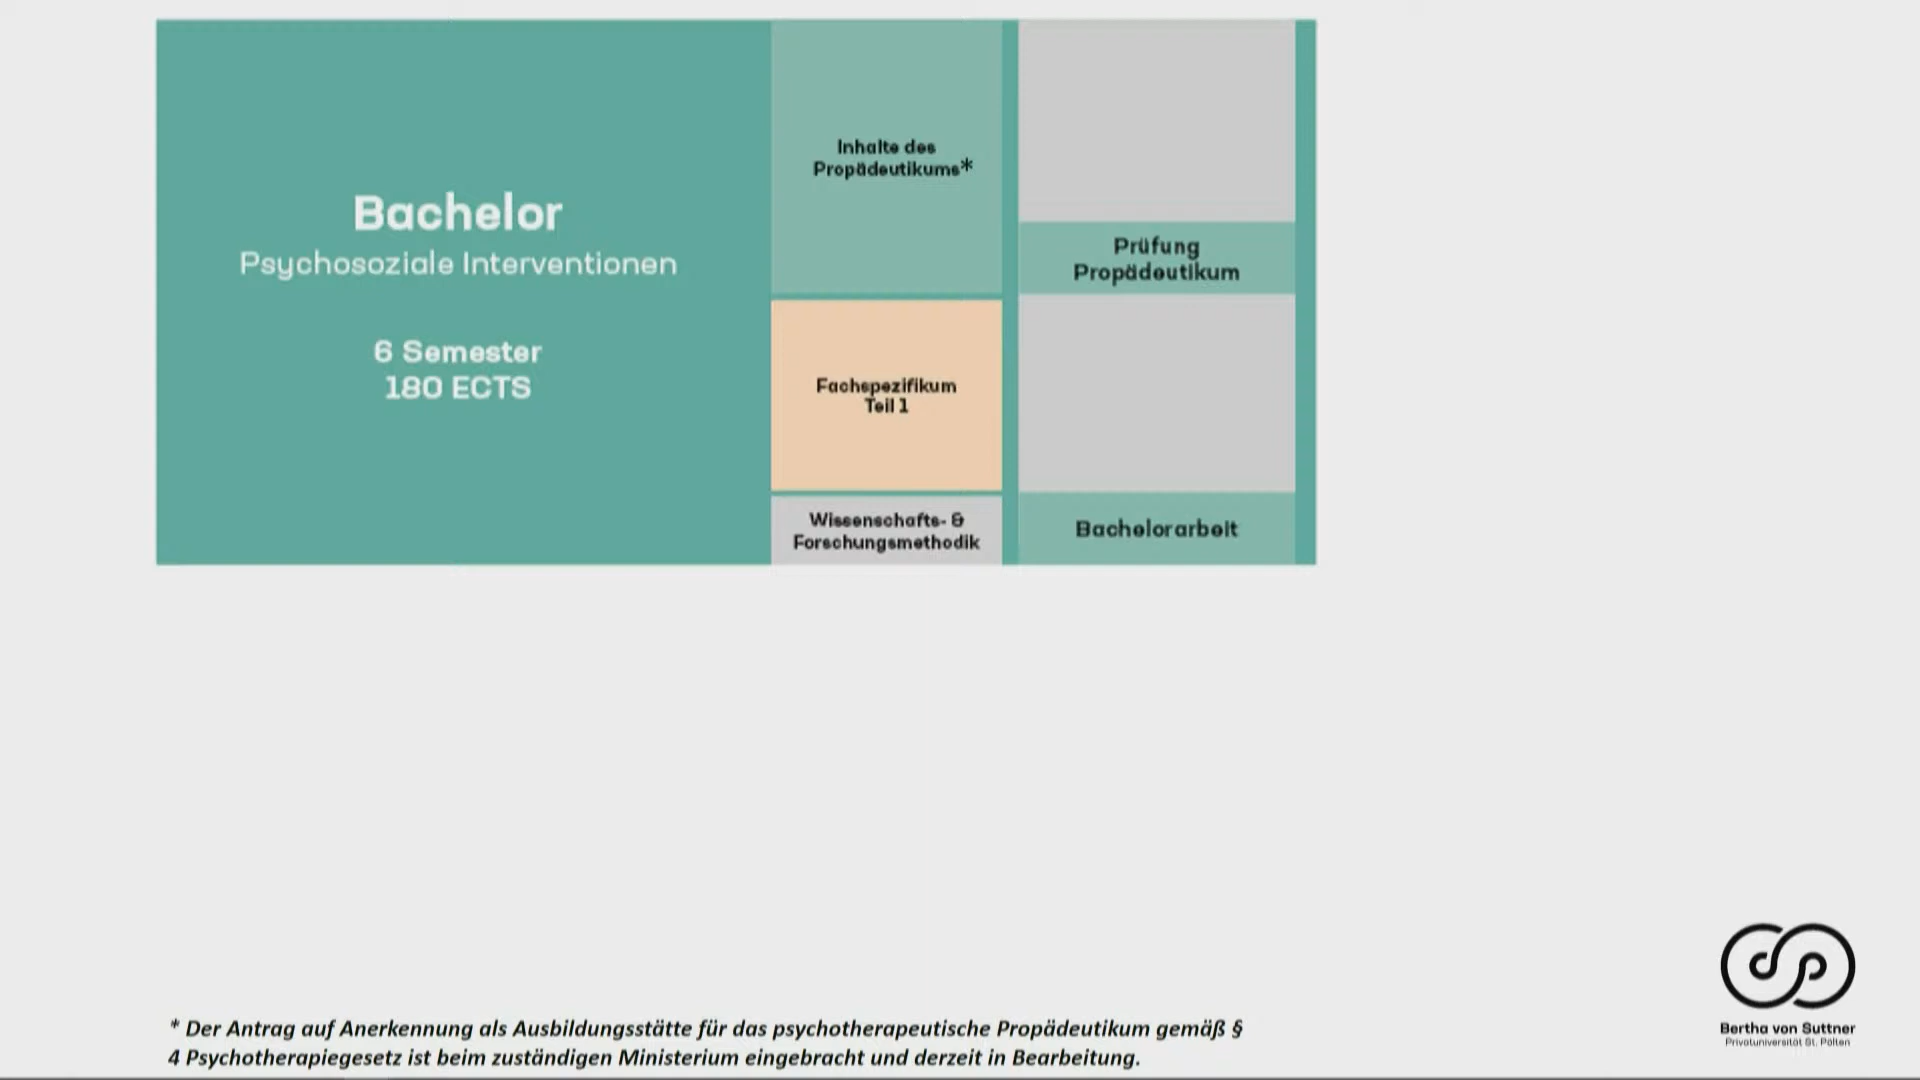 Bachelor
Psychosoziale Interventionen
6 Semester
180 ECTS
Inhalte des
Propädeutikums*
Fachspezifikum
Teil 1
Wissenschafts- &
Forschungsmethodik
Prüfung
Propädeutikum
Bachelorarbeit
* Der Antrag auf Anerkennung als Ausbildungsstätte für das psychotherapeutische Propädeutikum gemäß §
4 Psychotherapiegesetz ist beim zuständigen Ministerium eingebracht und derzeit in Bearbeitung.
Bertha von Suttner
Privatuniversität St. Pölten